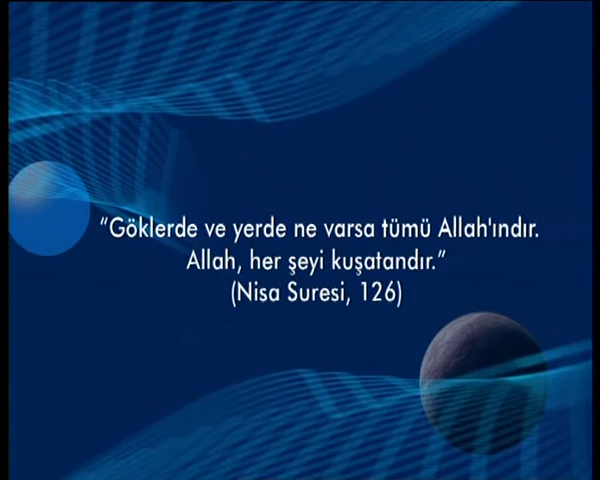 “Göklerde ve yerde ne varsa tümü Allah'ındır.
Allah, her şeyi kuşatandır.”
(Nisa Suresi, 126)